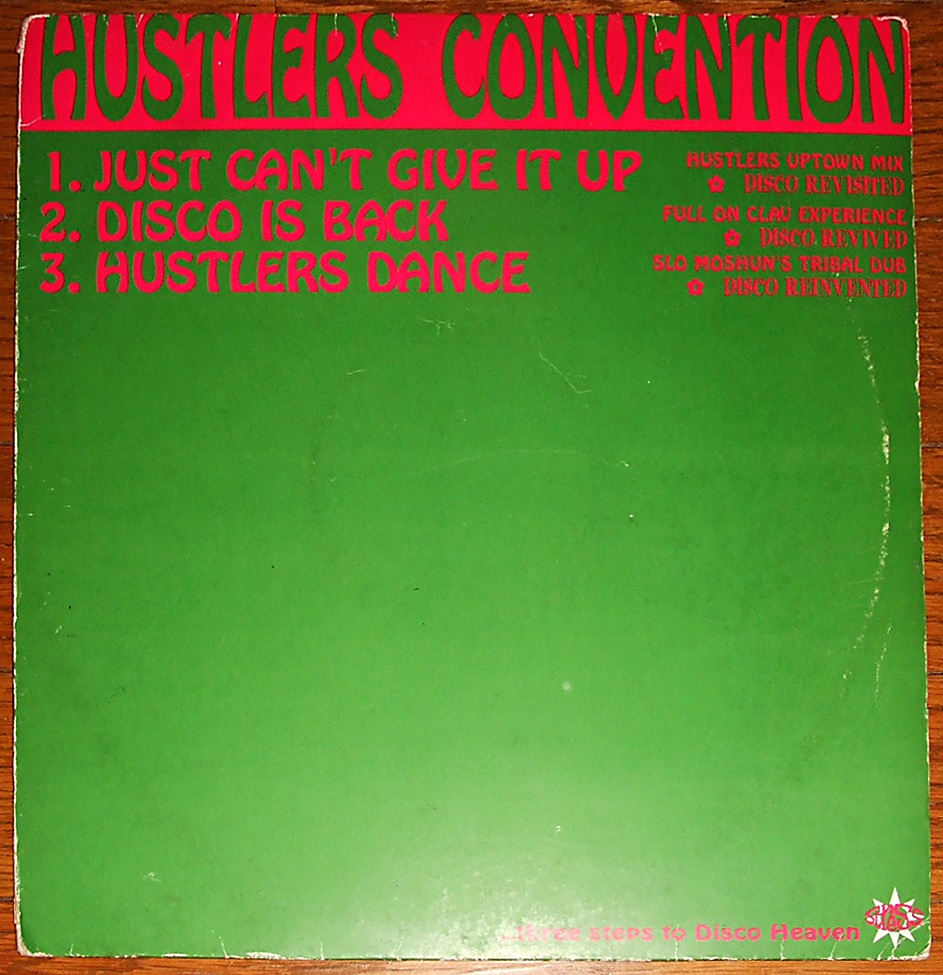 HUSTLERS CONVENTION
1. JUST CAN'T GIVE IT UP
HUSTLERS UPTOWN MIX
DISCO REVISITED
2. DISCO IS BACK
FULL ON CLAV EXPERIENCE
DISCO REVIVED
3. HUSTLERS DANCE
SLO MOSHUN'S TRIBAL DUB
DISCO REINVENTED
...three steps to Disco Heaven